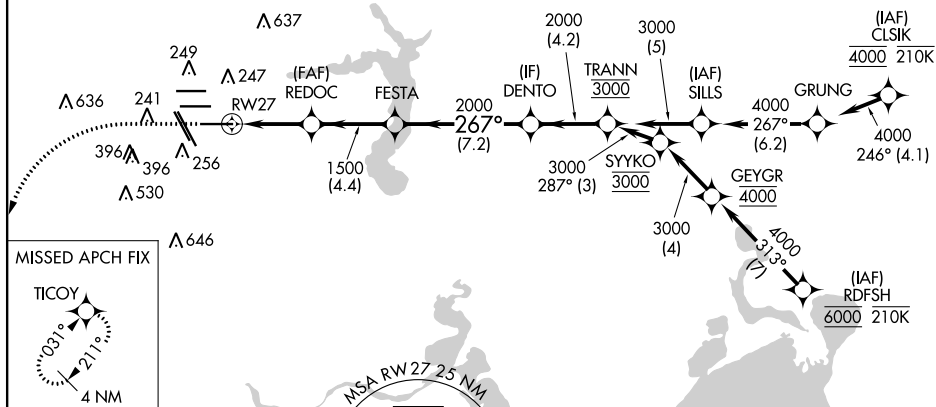 637
249
247
241
636
396
396
256
530
646
RW27
(FAF)
REDOC
FESTA
1500
(4.4)
2000
267°
(7.2)
(IF)
DENTO
2000
(4.2)
TRANN
3000
3000
(5)
(IAF)
SILLS
4000
267°
(6.2)
GRUNG
(IAF)
CLSIK
4000 210K
4000
246° (4.1)
3000
287° (3)
SYYKO
3000
GEYGR
4000
3000
(4)
4000
313°
(7)
(IAF)
RDFSH
6000 210K
MISSED APCH FIX
TICOY
031°
211°
4 NM
MSA RW27 25 NM